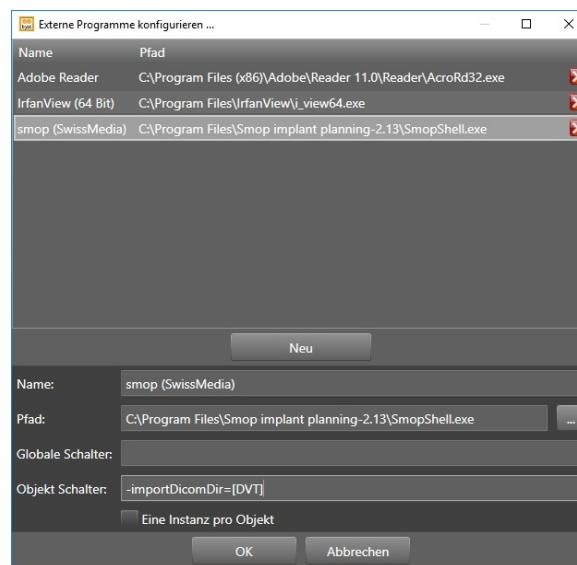 Externe Programme konfigurieren ...
Name Pfad
Adobe Reader C:\Program Files (x86)\Adobe\Reader 11.0\Reader\AcroRd32.exe
IrfanView (64 Bit) C:\Program Files\IrfanView\i_view64.exe
smop (SwissMedia) C:\Program Files\Smop implant planning-2.13\SmopShell.exe
Neu
Name: smop (SwissMedia)
Pfad: C:\Program Files\Smop implant planning-2.13\SmopShell.exe ...
Globale Schalter:
Objekt Schalter: -importDicomDir=[DVT]
Eine Instanz pro Objekt
OK Abbrechen